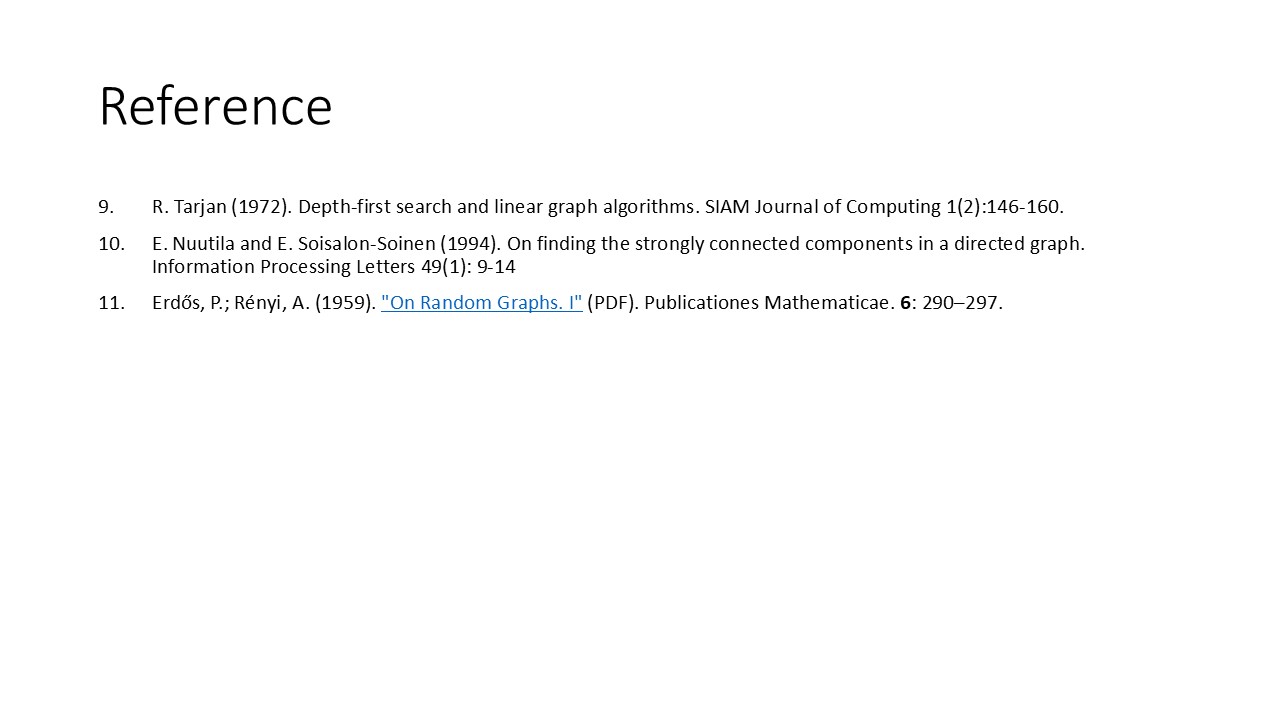 Reference
9. R. Tarjan (1972). Depth-first search and linear graph algorithms. SIAM Journal of Computing 1(2):146-160.
10. E. Nuutila and E. Soisalon-Soinen (1994). On finding the strongly connected components in a directed graph.
Information Processing Letters 49(1): 9-14
11. Erdős, P.; Rényi, A. (1959). "On Random Graphs. I" (PDF). Publicationes Mathematicae. 6: 290–297.